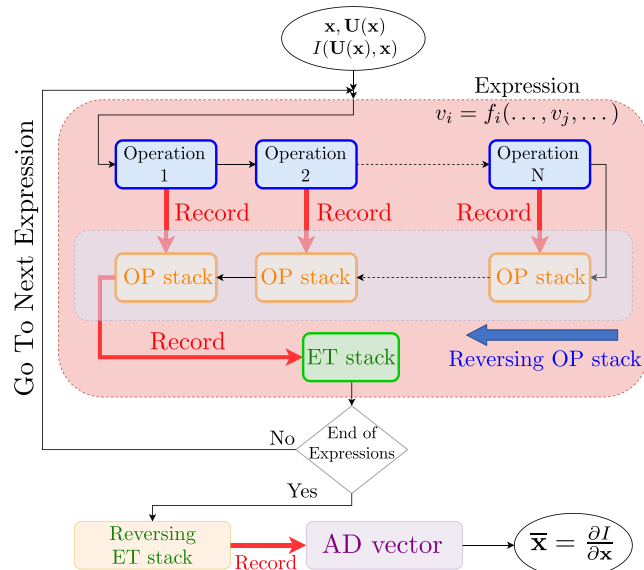 𝐱, 𝐔(𝐱)
I(𝐔(𝐱), 𝐱)
Expression
v_i = f_i(. . . , v_j, . . . )
Operation
1
Operation
2
Operation
N
Record
Record
Record
OP stack
OP stack
OP stack
Record
ET stack
Reversing OP stack
Go To Next Expression
No
End of
Expressions
Yes
Reversing
ET stack
Record
AD vector
x̅ = ∂I/∂𝐱